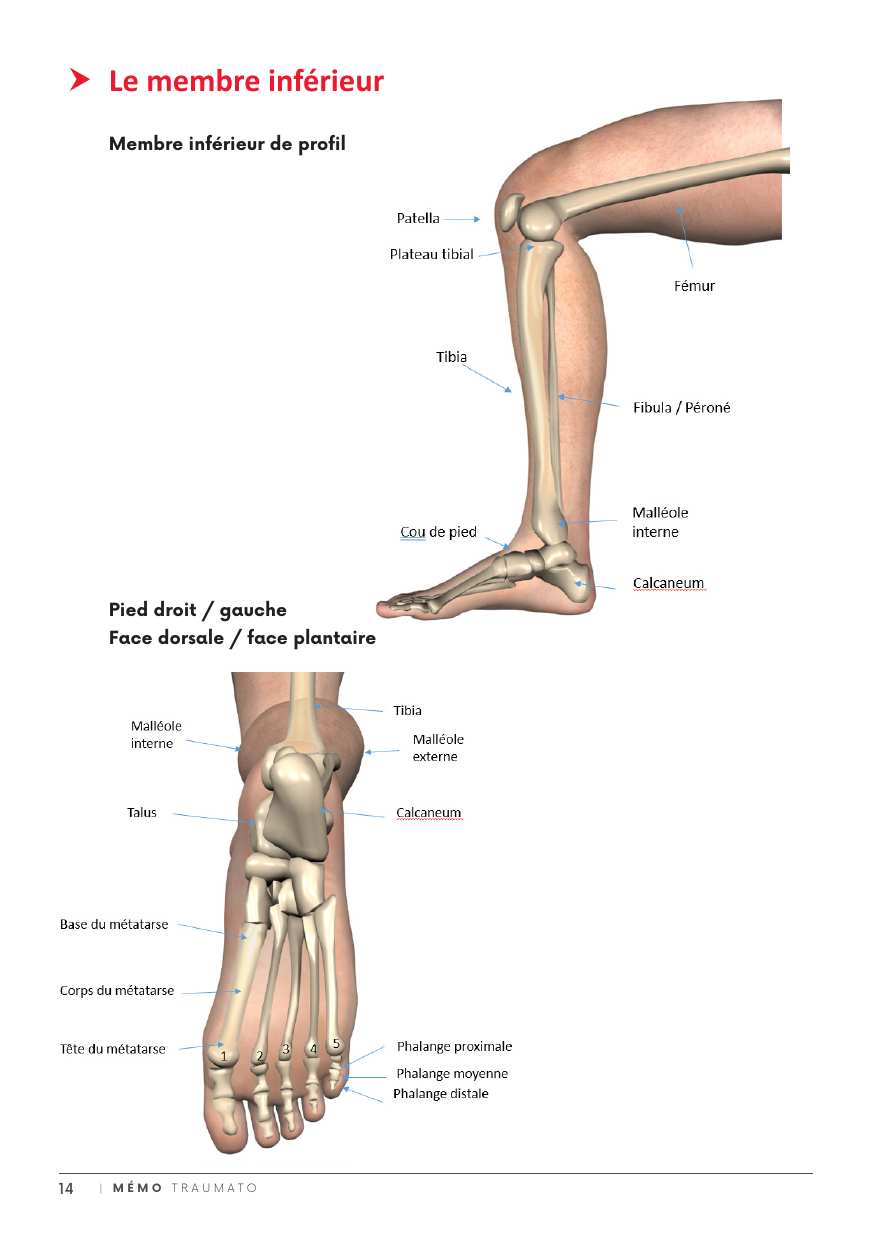 Le membre inférieur
Membre inférieur de profil
Patella
Plateau tibial
Fémur
Tibia
Fibula / Péroné
Malléole
interne
Cou de pied
Calcaneum
Pied droit / gauche
Face dorsale / face plantaire
Tibia
Malléole
interne
Malléole
externe
Talus
Calcaneum
Base du métatarse
Corps du métatarse
Tête du métatarse
1 2 3 4 5
Phalange proximale
Phalange moyenne
Phalange distale
14 | MÉMO TRAUMATO